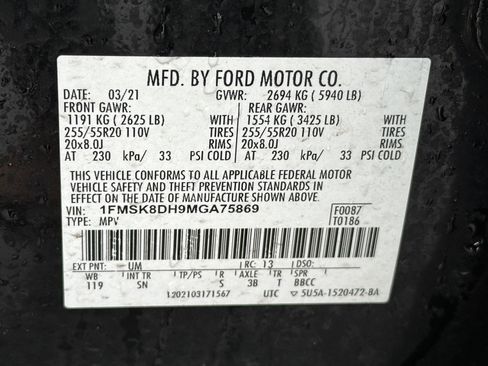 MFD. BY FORD MOTOR CO.
DATE: 03/21 GVWR: 2694 KG ( 5940 LB)
FRONT GAWR: REAR GAWR:
1191 KG ( 2625 LB) WITH 1554 KG ( 3425 LB) WITH
255/55R20 110V TIRES 255/55R20 110V TIRES
20x8.0J RIMS 20x8.0J RIMS
AT 230 kPa/ 33 PSI COLD AT 230 kPa/ 33 PSI COLD
THIS VEHICLE CONFORMS TO ALL APPLICABLE FEDERAL MOTOR
VEHICLE SAFETY AND THEFT PREVENTION STANDARDS IN EFFECT ON THE DATE OF MANUFACTURE SHOWN ABOVE.
VIN: 1FMSK8DH9MGA75869 F0087
TYPE: MPV T0186
EXT PNT: UM RC: 13 DSO:
WB INT TR TP/PS R AXLE TR SPR
119 SN S 3B T BBCC
1202103171567 UTC 5U5A-1520472-BA